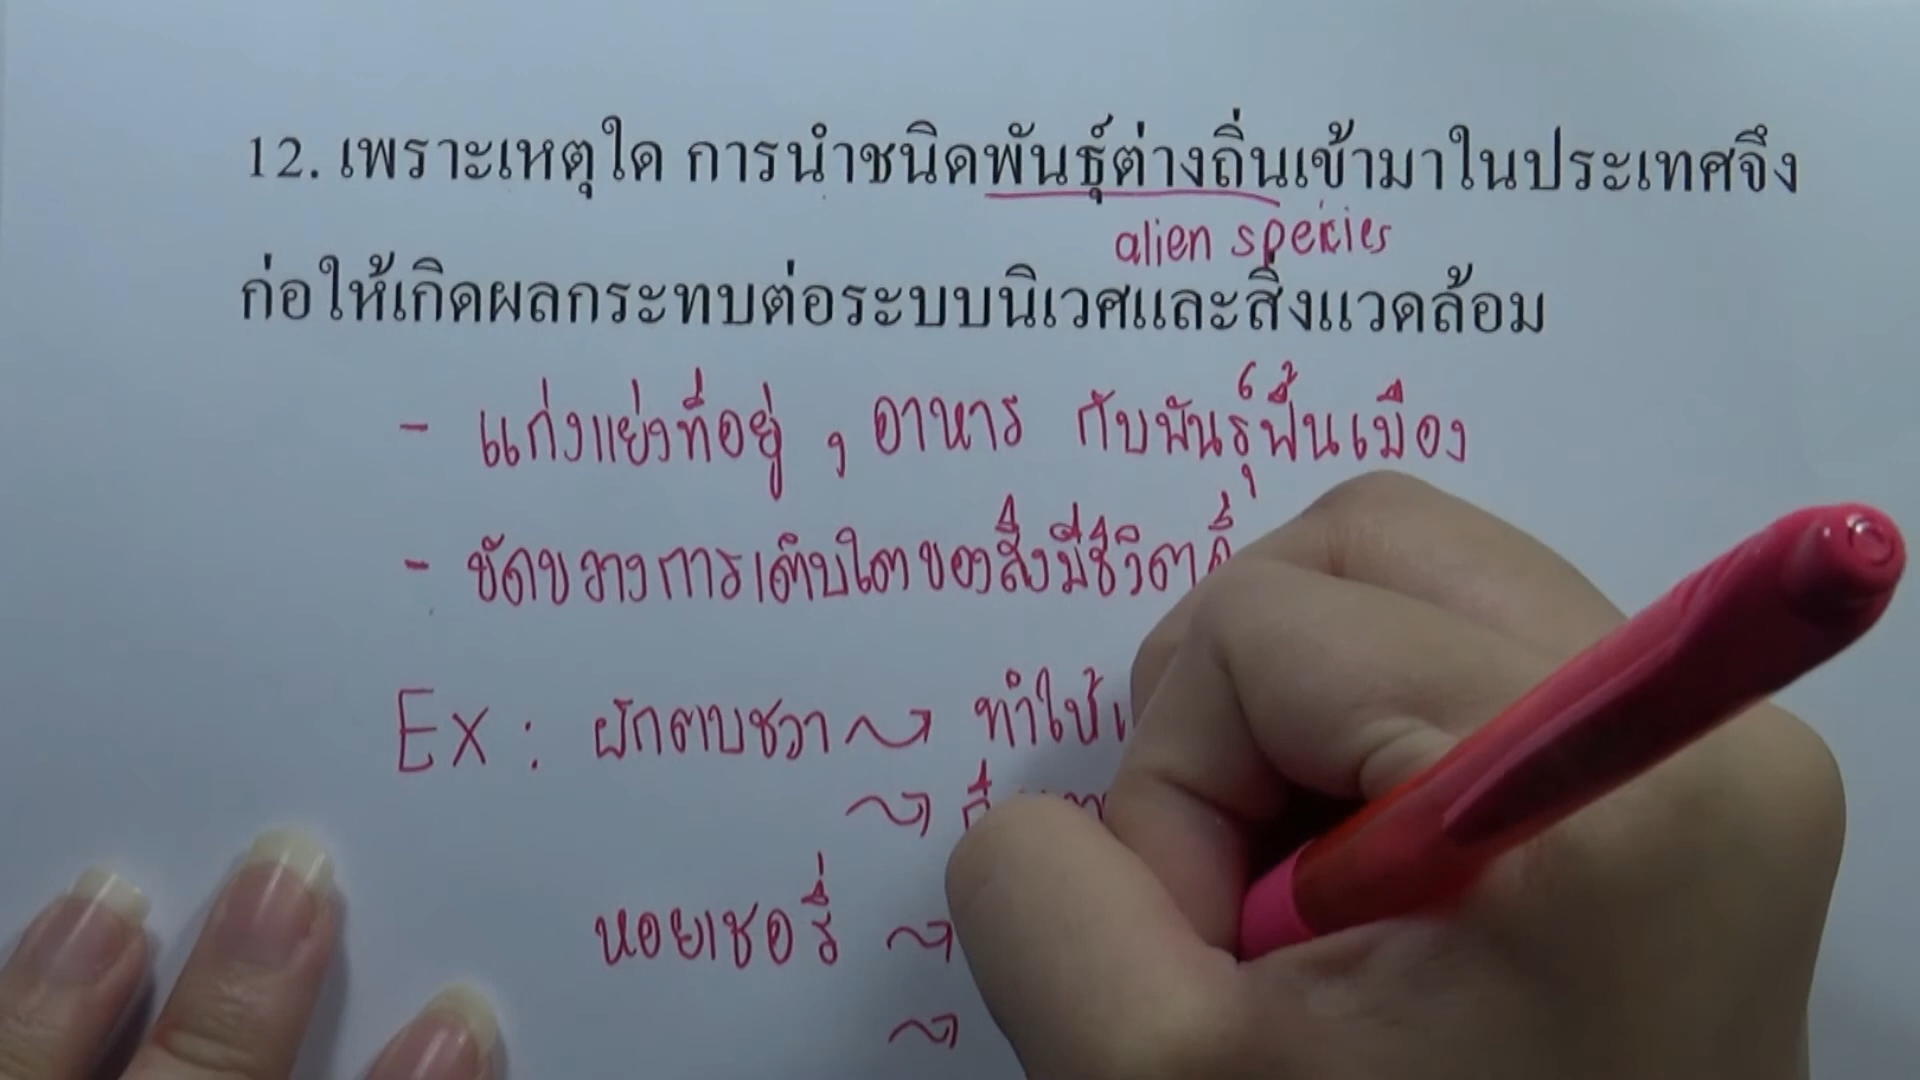 12. เพราะเหตุใด การนำชนิดพันธุ์ต่างถิ่นเข้ามาในประเทศจึง
alien species
ก่อให้เกิดผลกระทบต่อระบบนิเวศและสิ่งแวดล้อม
- แก่งแย่งที่อยู่ , อาหาร กับพันธุ์พื้นเมือง
- ขัดขวางการเติบโตของสิ่งมีชีวิต
Ex : ผักตบชวา
หอยเชอรี่